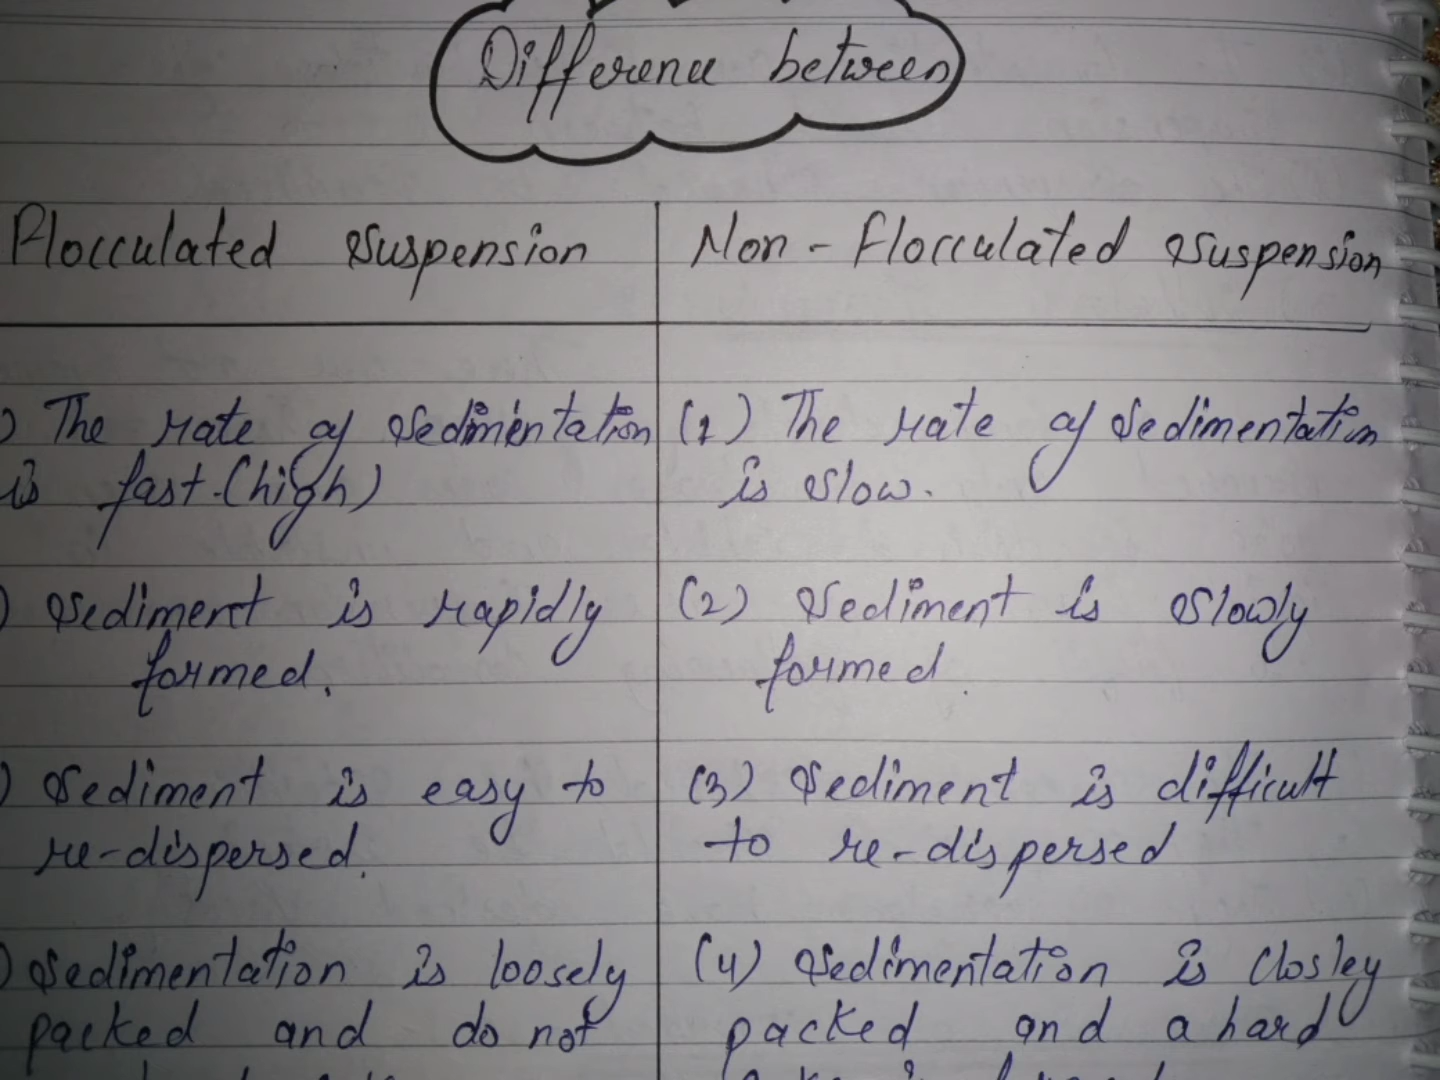 Difference between
Flocculated Suspension
Non - Flocculated Suspension
) The rate of Sedimentation
is fast (high)
) Sediment is rapidly
formed.
) Sediment is easy to
re-dispersed.
) Sedimentation is loosely
packed and do not
(1) The rate of Sedimentation
is Slow.
(2) Sediment is Slowly
formed.
(3) Sediment is difficult
to re-dispersed
(4) Sedimentation is Closley
packed and a hard